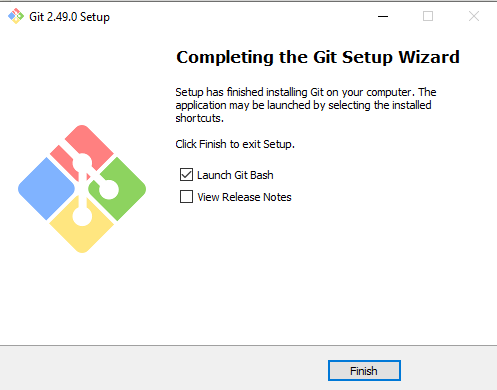 Git 2.49.0 Setup
Completing the Git Setup Wizard
Setup has finished installing Git on your computer. The
application may be launched by selecting the installed
shortcuts.
Click Finish to exit Setup.
Launch Git Bash
View Release Notes
Finish